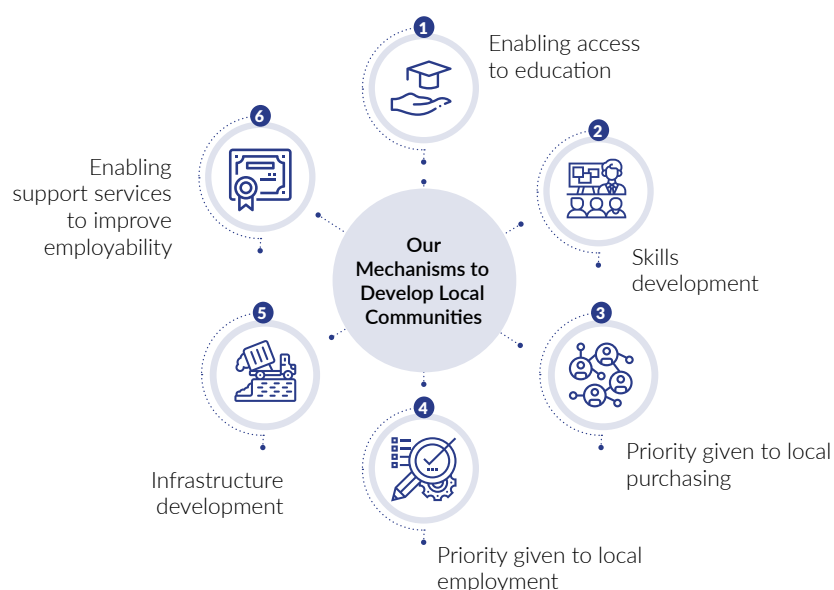 1
Enabling access
to education
2
Skills
development
3
Priority given to local
purchasing
4
Priority given to local
employment
5
Infrastructure
development
6
Enabling
support services
to improve
employability
Our
Mechanisms to
Develop Local
Communities